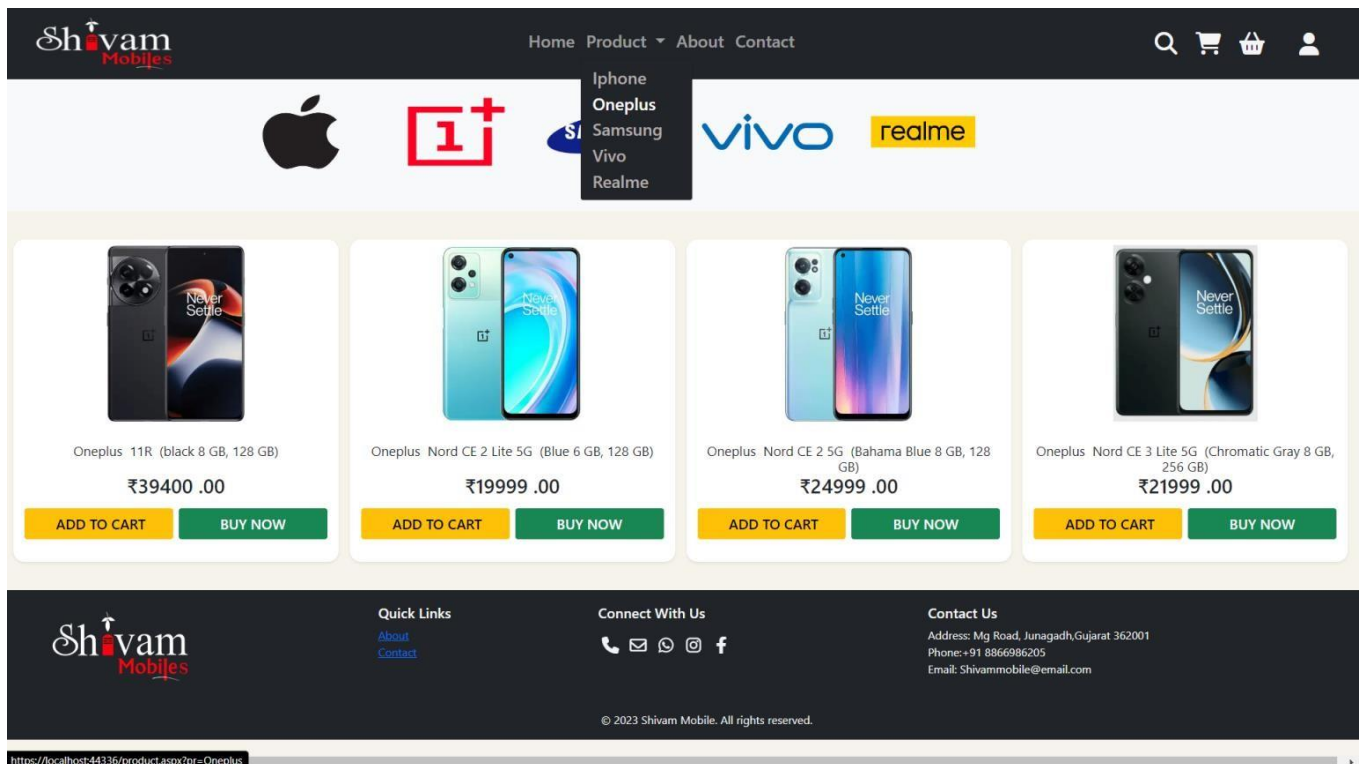 Shivam
Mobiles
Home Product About Contact
Iphone
Oneplus
Samsung
Vivo
Realme
1+
vivo
realme
Never
Settle
Never
Settle
Never
Settle
Never
Settle
Oneplus 11R (black 8 GB, 128 GB)
₹39400 .00
ADD TO CART BUY NOW
Oneplus Nord CE 2 Lite 5G (Blue 6 GB, 128 GB)
₹19999 .00
ADD TO CART BUY NOW
Oneplus Nord CE 2 5G (Bahama Blue 8 GB, 128
GB)
₹24999 .00
ADD TO CART BUY NOW
Oneplus Nord CE 3 Lite 5G (Chromatic Gray 8 GB,
256 GB)
₹21999 .00
ADD TO CART BUY NOW
Shivam
Mobiles
Quick Links
About
Contact
Connect With Us
Contact Us
Address: Mg Road, Junagadh,Gujarat 362001
Phone:+91 8866986205
Email: Shivammobile@email.com
© 2023 Shivam Mobile. All rights reserved.
https://localhost:44336/product.aspx?pr=Oneplus